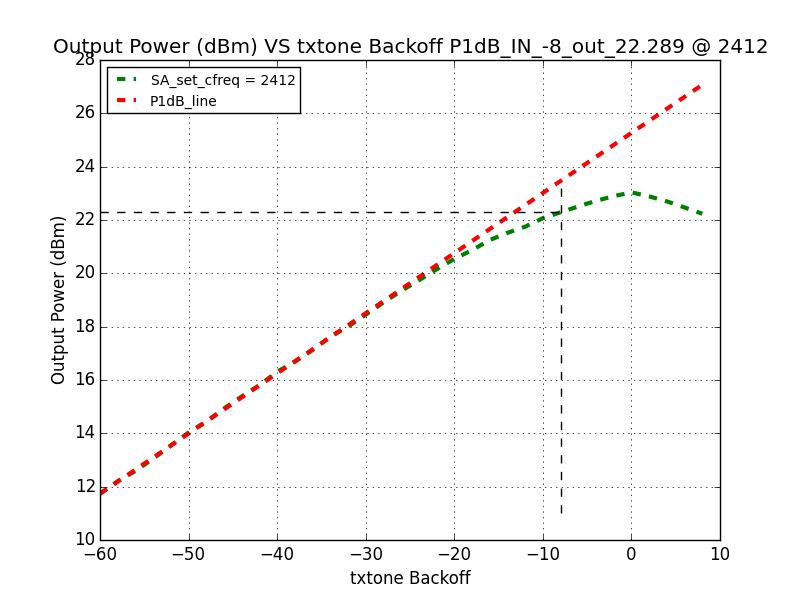 Output Power (dBm) VS txtone Backoff P1dB_IN_-8_out_22.289 @ 2412
SA_set_cfreq = 2412
P1dB_line
28
26
24
22
20
18
16
14
12
10
Output Power (dBm)
−60 −50 −40 −30 −20 −10 0 10
txtone Backoff